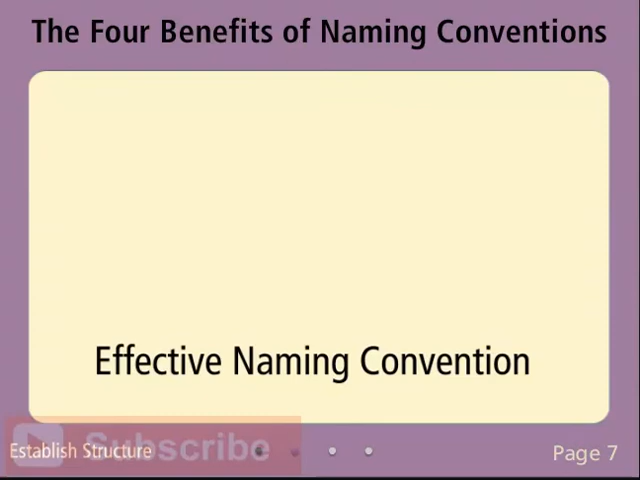 The Four Benefits of Naming Conventions
Effective Naming Convention
Subscribe
Establish Structure
Page 7